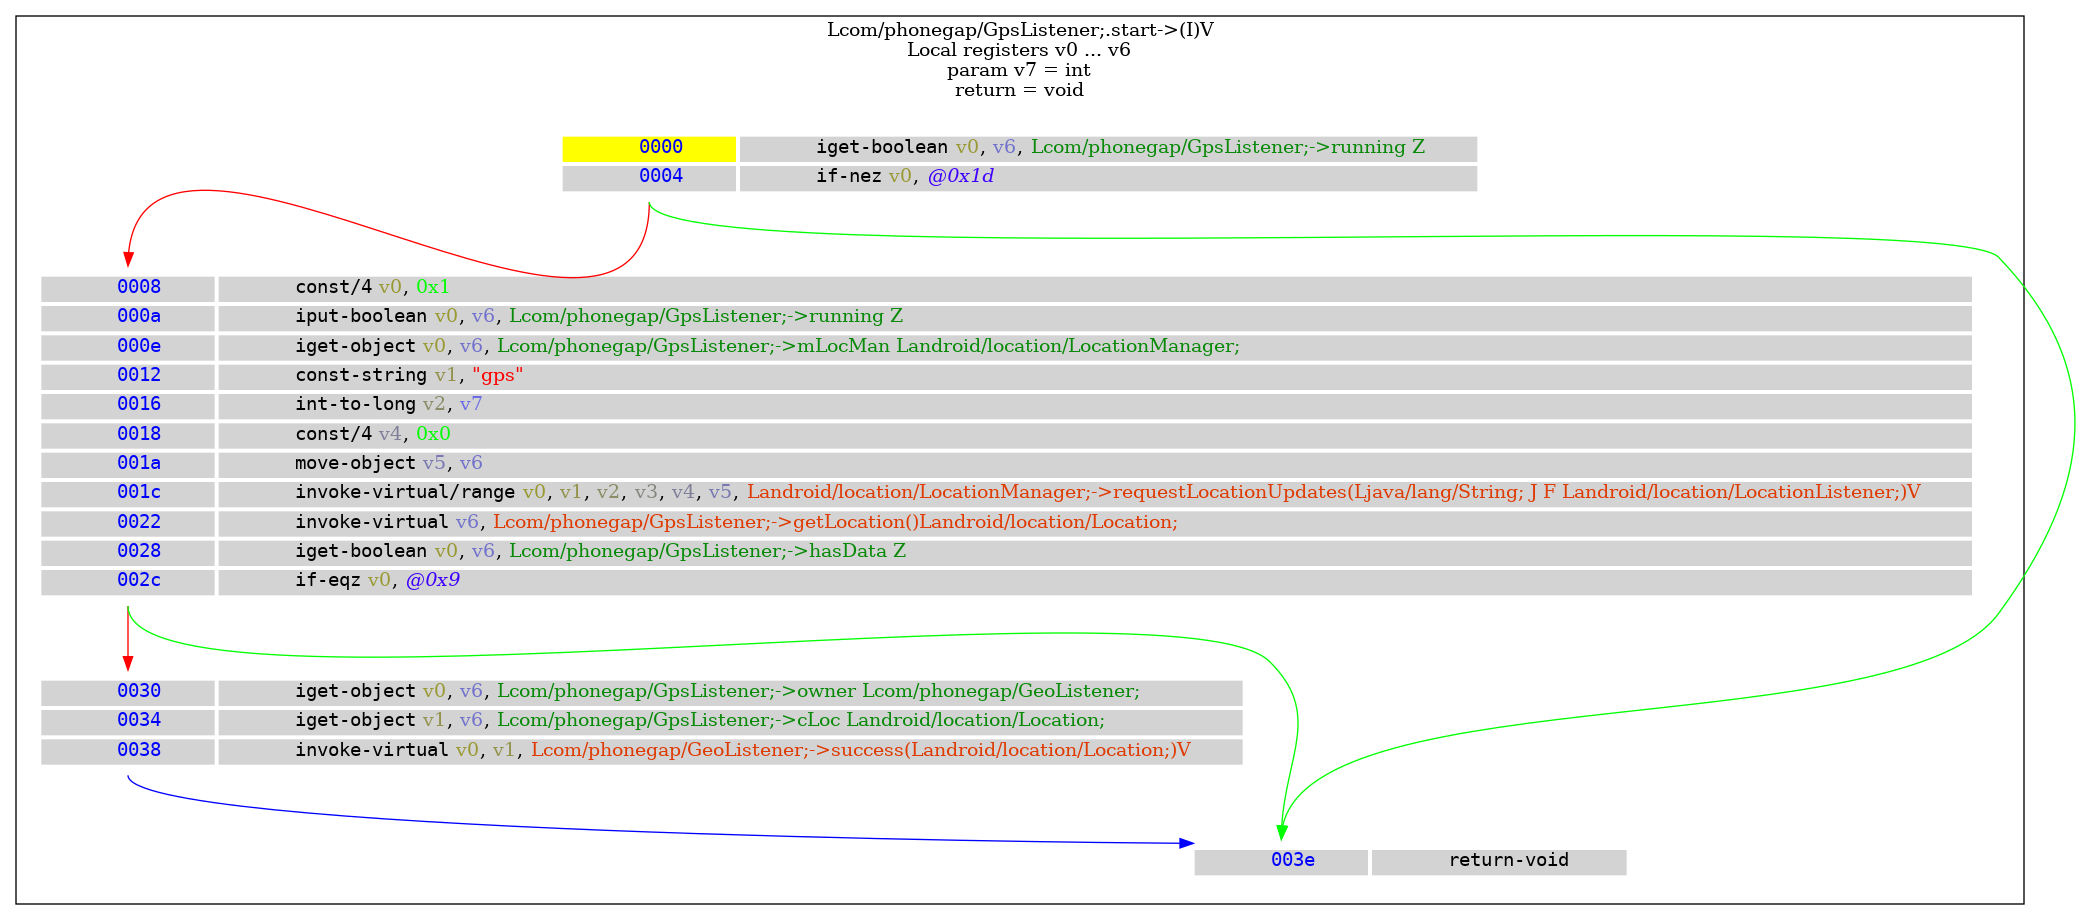 Lcom/phonegap/GpsListener;.start->(I)V
Local registers v0 ... v6
param v7 = int
return = void
0000 iget-boolean v0, v6, Lcom/phonegap/GpsListener;->running Z
0004 if-nez v0, @0x1d
0008 const/4 v0, 0x1
000a iput-boolean v0, v6, Lcom/phonegap/GpsListener;->running Z
000e iget-object v0, v6, Lcom/phonegap/GpsListener;->mLocMan Landroid/location/LocationManager;
0012 const-string v1, "gps"
0016 int-to-long v2, v7
0018 const/4 v4, 0x0
001a move-object v5, v6
001c invoke-virtual/range v0, v1, v2, v3, v4, v5, Landroid/location/LocationManager;->requestLocationUpdates(Ljava/lang/String; J F Landroid/location/LocationListener;)V
0022 invoke-virtual v6, Lcom/phonegap/GpsListener;->getLocation()Landroid/location/Location;
0028 iget-boolean v0, v6, Lcom/phonegap/GpsListener;->hasData Z
002c if-eqz v0, @0x9
0030 iget-object v0, v6, Lcom/phonegap/GpsListener;->owner Lcom/phonegap/GeoListener;
0034 iget-object v1, v6, Lcom/phonegap/GpsListener;->cLoc Landroid/location/Location;
0038 invoke-virtual v0, v1, Lcom/phonegap/GeoListener;->success(Landroid/location/Location;)V
003e return-void